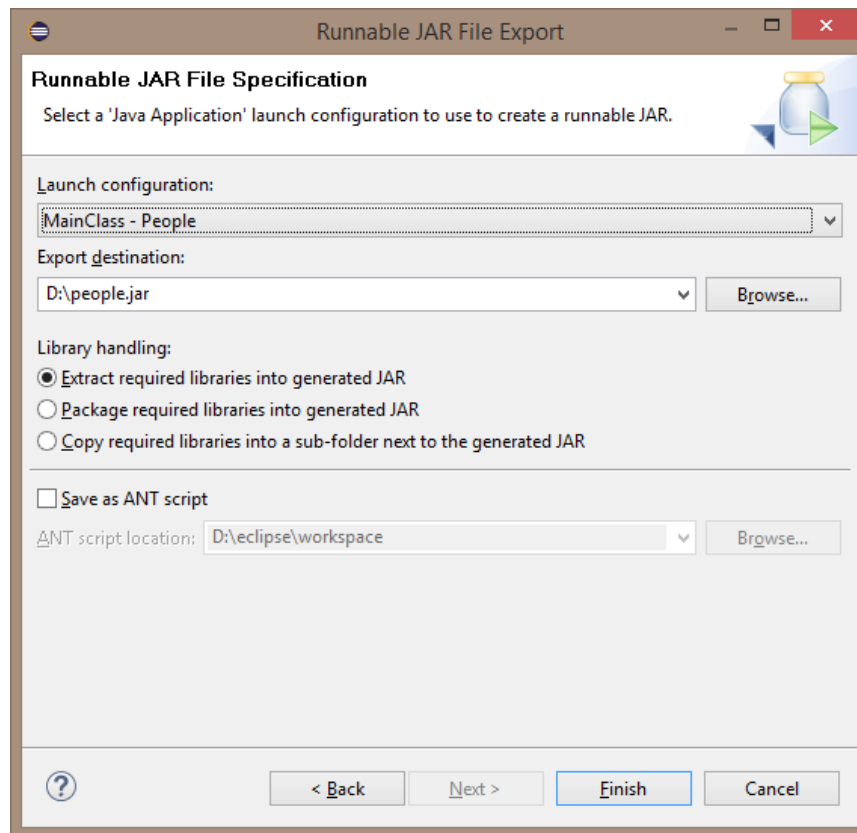 Runnable JAR File Export
Runnable JAR File Specification
Select a 'Java Application' launch configuration to use to create a runnable JAR.
Launch configuration:
MainClass - People
Export destination:
D:\people.jar
Browse...
Library handling:
Extract required libraries into generated JAR
Package required libraries into generated JAR
Copy required libraries into a sub-folder next to the generated JAR
Save as ANT script
ANT script location: D:\eclipse\workspace Browse...
? < Back Next > Finish Cancel